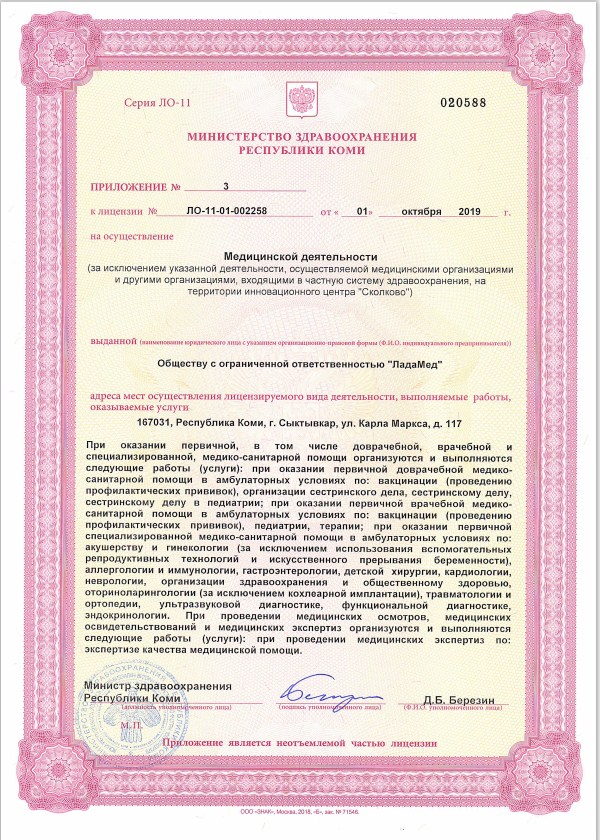 Серия ЛО-11
020588
МИНИСТЕРСТВО ЗДРАВООХРАНЕНИЯ
РЕСПУБЛИКИ КОМИ
ПРИЛОЖЕНИЕ № 3
к лицензии № ЛО-11-01-002258 от « 01» октября 2019 г.
на осуществление
Медицинской деятельности
(за исключением указанной деятельности, осуществляемой медицинскими организациями
и другими организациями, входящими в частную систему здравоохранения, на
территории инновационного центра "Сколково")
выданной (наименование юридического лица с указанием организационно-правовой формы (Ф.И.О. индивидуального предпринимателя))
Обществу с ограниченной ответственностью "ЛадаМед"
адреса мест осуществления лицензируемого вида деятельности, выполняемые работы,
оказываемые услуги
167031, Республика Коми, г. Сыктывкар, ул. Карла Маркса, д. 117
При оказании первичной, в том числе доврачебной, врачебной и
специализированной, медико-санитарной помощи организуются и выполняются
следующие работы (услуги): при оказании первичной доврачебной медико-
санитарной помощи в амбулаторных условиях по: вакцинации (проведению
профилактических прививок), организации сестринского дела, сестринскому делу,
сестринскому делу в педиатрии; при оказании первичной врачебной медико-
санитарной помощи в амбулаторных условиях по: вакцинации (проведению
профилактических прививок), педиатрии, терапии; при оказании первичной
специализированной медико-санитарной помощи в амбулаторных условиях по:
акушерству и гинекологии (за исключением использования вспомогательных
репродуктивных технологий и искусственного прерывания беременности),
аллергологии и иммунологии, гастроэнтерологии, детской хирургии, кардиологии,
неврологии, организации здравоохранения и общественному здоровью,
оториноларингологии (за исключением кохлеарной имплантации), травматологии и
ортопедии, ультразвуковой диагностике, функциональной диагностике,
эндокринологии. При проведении медицинских осмотров, медицинских
освидетельствований и медицинских экспертиз организуются и выполняются
следующие работы (услуги): при проведении медицинских экспертиз по:
экспертизе качества медицинской помощи.
Министр здравоохранения
Республики Коми
Д.Б. Березин
(должность уполномоченного лица)
(подпись уполномоченного лица)
(Ф.И.О. уполномоченного лица)
М.П.
Приложение является неотъемлемой частью лицензии
ООО «ЗНАК», Москва, 2018, «Б», зак. № 71546.